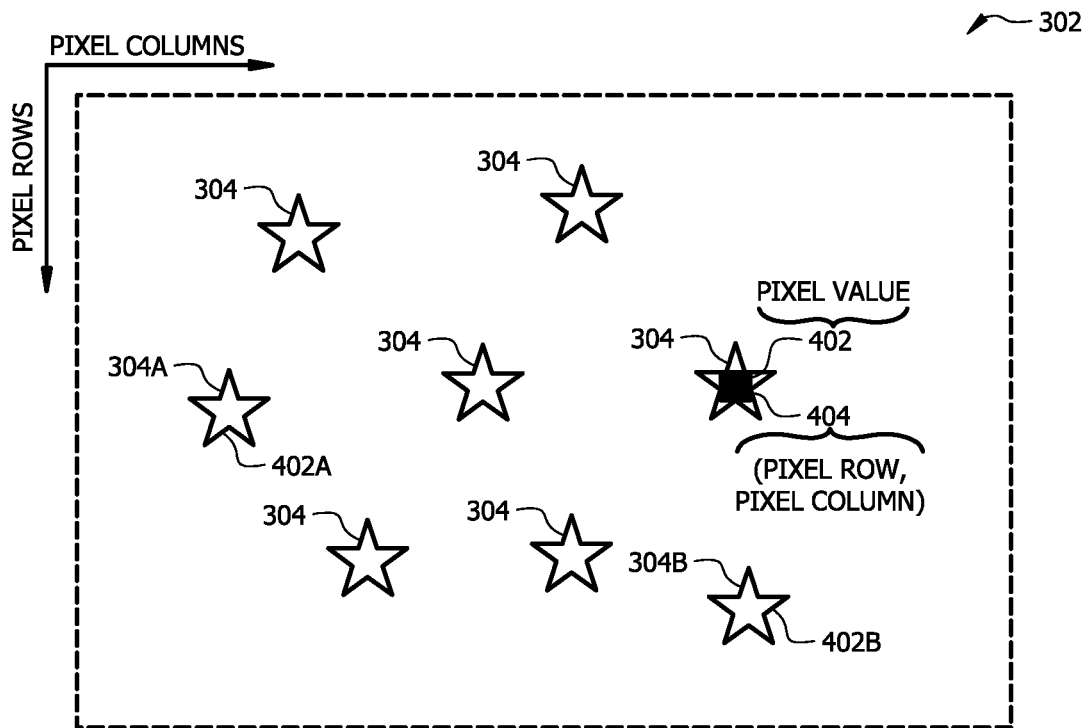 302
PIXEL COLUMNS
PIXEL ROWS
304
304
PIXEL VALUE
304
304
402
304A
404
402A
(PIXEL ROW,
PIXEL COLUMN)
304
304
304B
402B